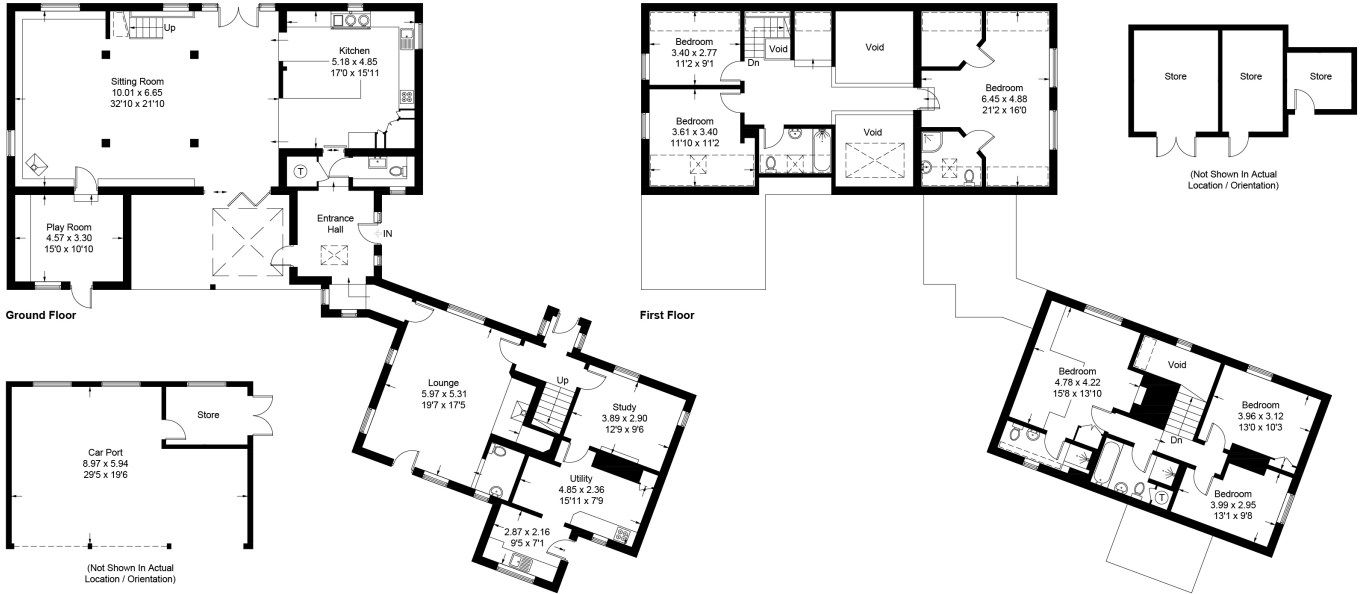 Up
Sitting Room
10.01 x 6.65
32'10 x 21'10
Kitchen
5.18 x 4.85
17'0 x 15'11
T
Play Room
4.57 x 3.30
15'0 x 10'10
Entrance
Hall
IN
Ground Floor
Lounge
5.97 x 5.31
19'7 x 17'5
Up
Study
3.89 x 2.90
12'9 x 9'6
Utility
4.85 x 2.36
15'11 x 7'9
2.87 x 2.16
9'5 x 7'1
Store
Car Port
8.97 x 5.94
29'5 x 19'6
(Not Shown In Actual
Location / Orientation)
Bedroom
3.40 x 2.77
11'2 x 9'1
Dn
Void
Void
Bedroom
3.61 x 3.40
11'10 x 11'2
Void
Bedroom
6.45 x 4.88
21'2 x 16'0
First Floor
Bedroom
4.78 x 4.22
15'8 x 13'10
Void
Dn
Bedroom
3.96 x 3.12
13'0 x 10'3
Bedroom
3.99 x 2.95
13'1 x 9'8
T
Store
Store
Store
(Not Shown In Actual
Location / Orientation)